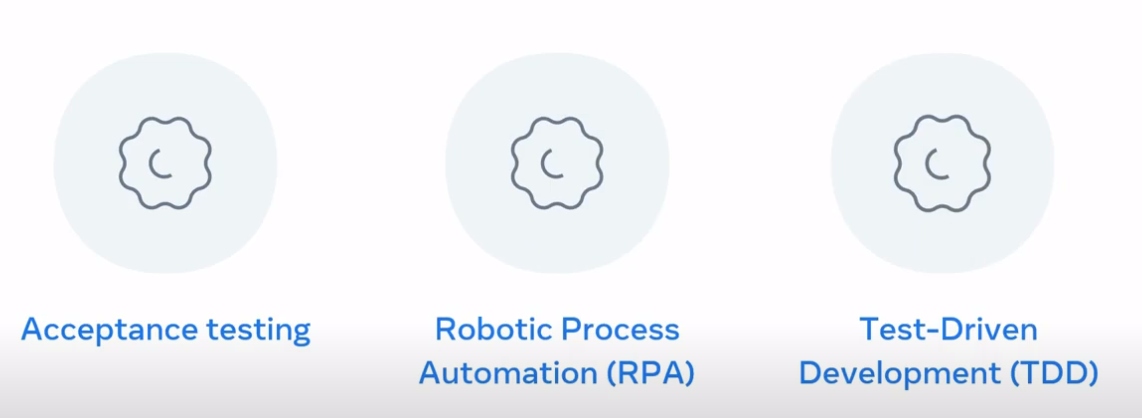 Acceptance testing
Robotic Process
Automation (RPA)
Test-Driven
Development (TDD)